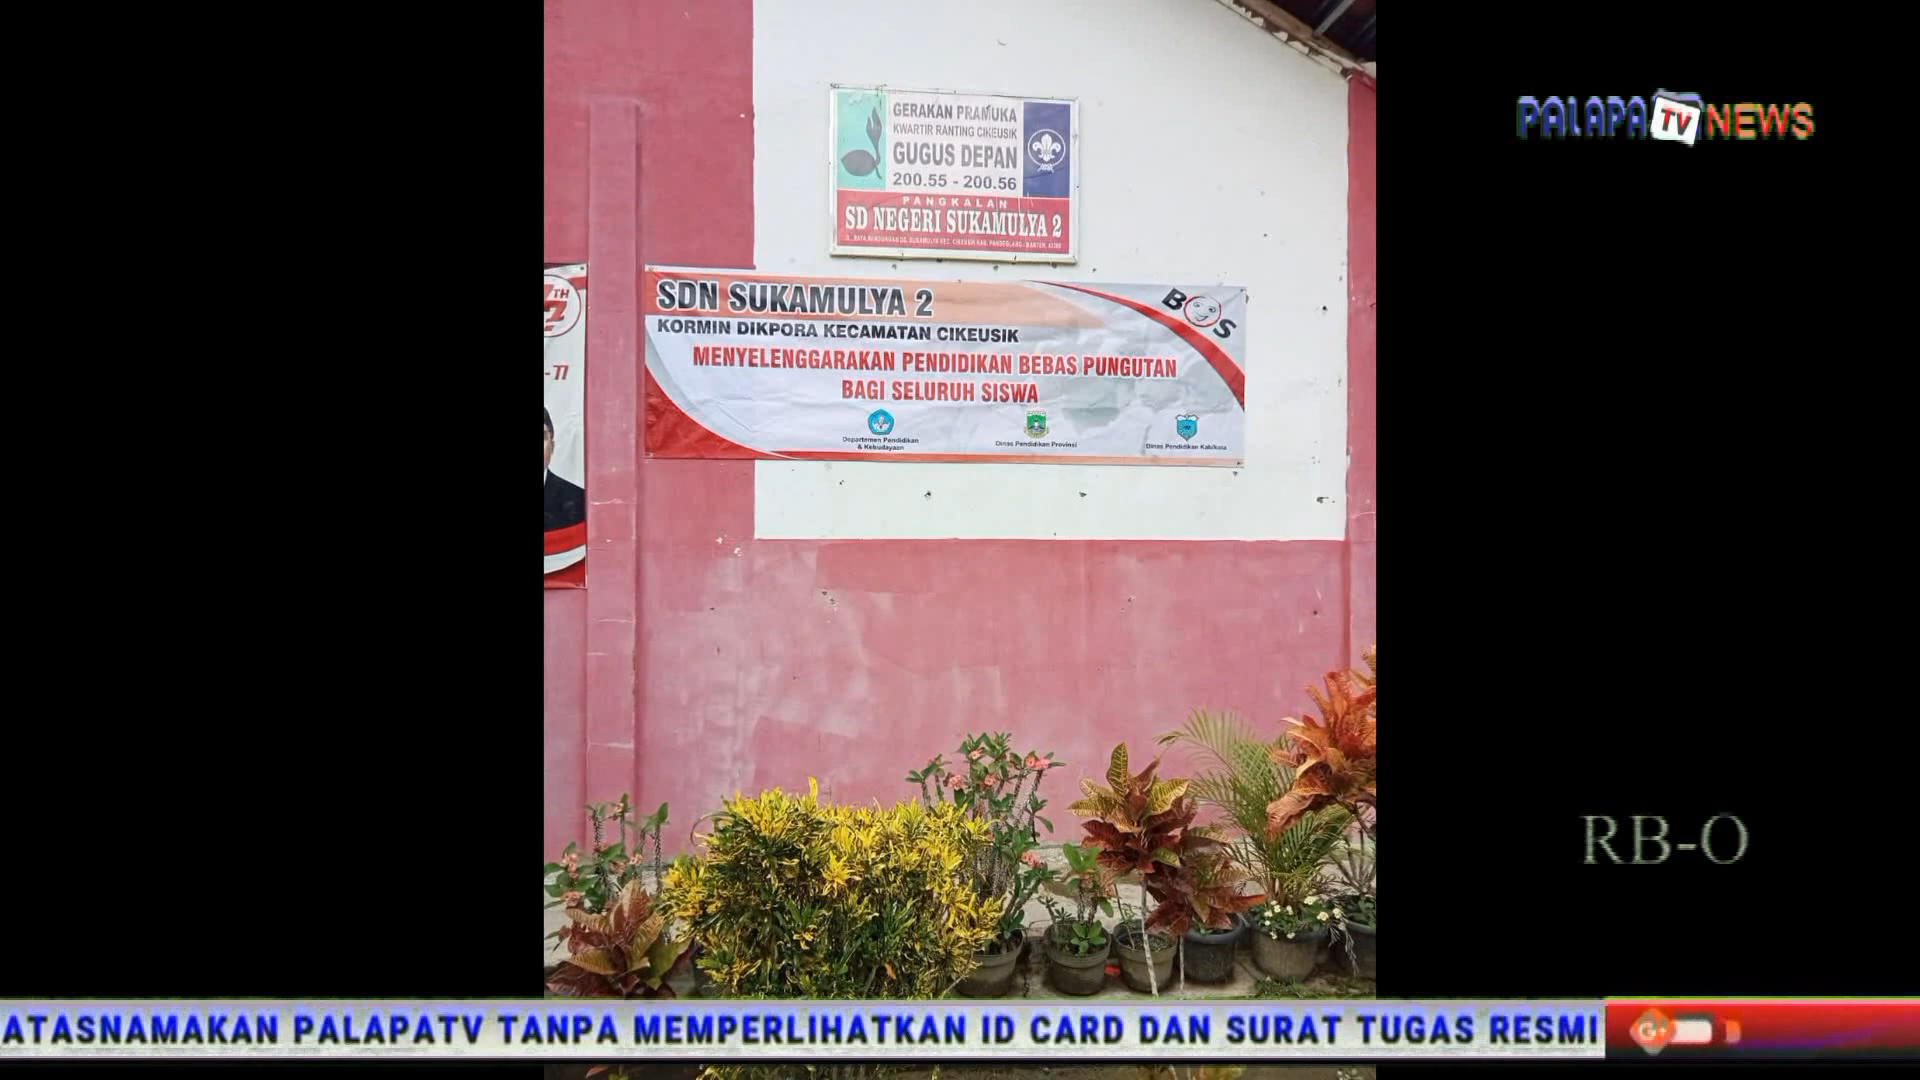 PALAPA TV NEWS
GERAKAN PRAMUKA
KWARTIR RANTING CIKEUSIK
GUGUS DEPAN
200.55 - 200.56
PANGKALAN
SD NEGERI SUKAMULYA 2
TH
-TI
SDN SUKAMULYA 2
BOS
KORMIN DIKPORA KECAMATAN CIKEUSIK
MENYELENGGARAKAN PENDIDIKAN BEBAS PUNGUTAN
BAGI SELURUH SISWA
Departemen Pendidikan
& Kebudayaan
Dinas Pendidikan Provinsi
Dinas Pendidikan Kab/Kota
RB-O
ATASNAMAKAN PALAPATV TANPA MEMPERLIHATKAN ID CARD DAN SURAT TUGAS RESMI
G+